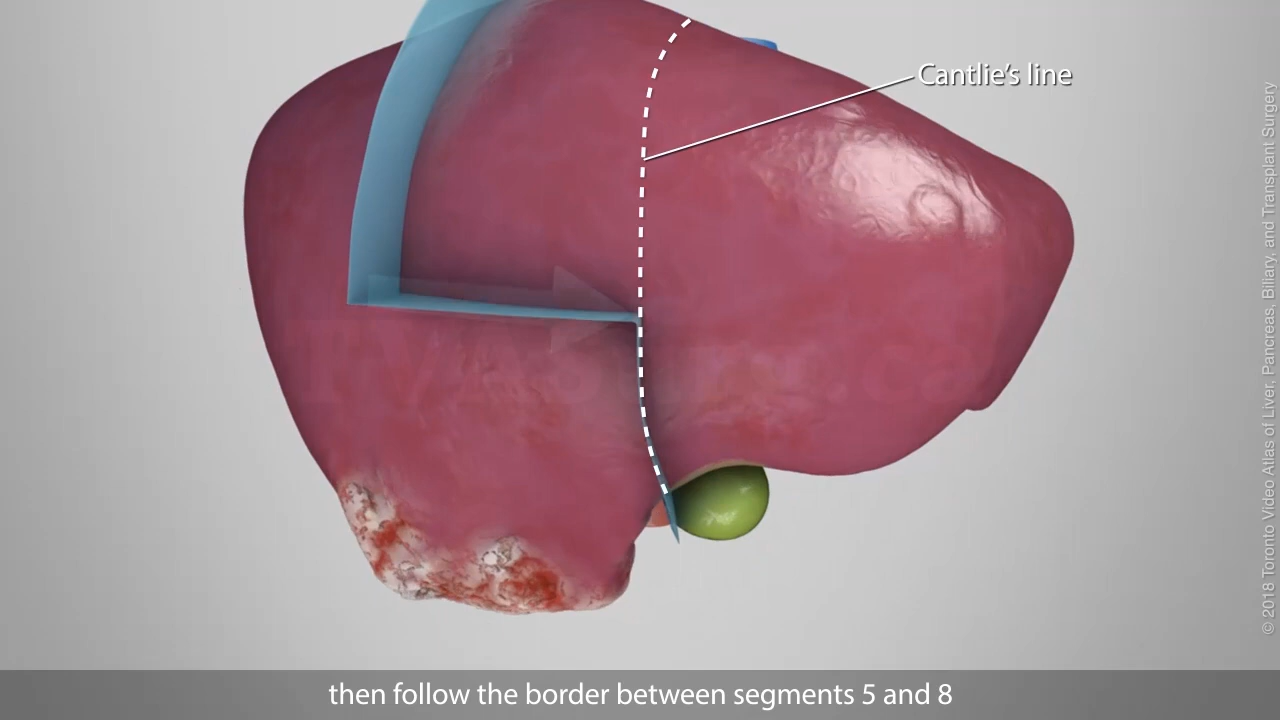 Cantlie's line
© 2018 Toronto Video Atlas of Liver, Pancreas, Biliary, and Transplant Surgery
then follow the border between segments 5 and 8